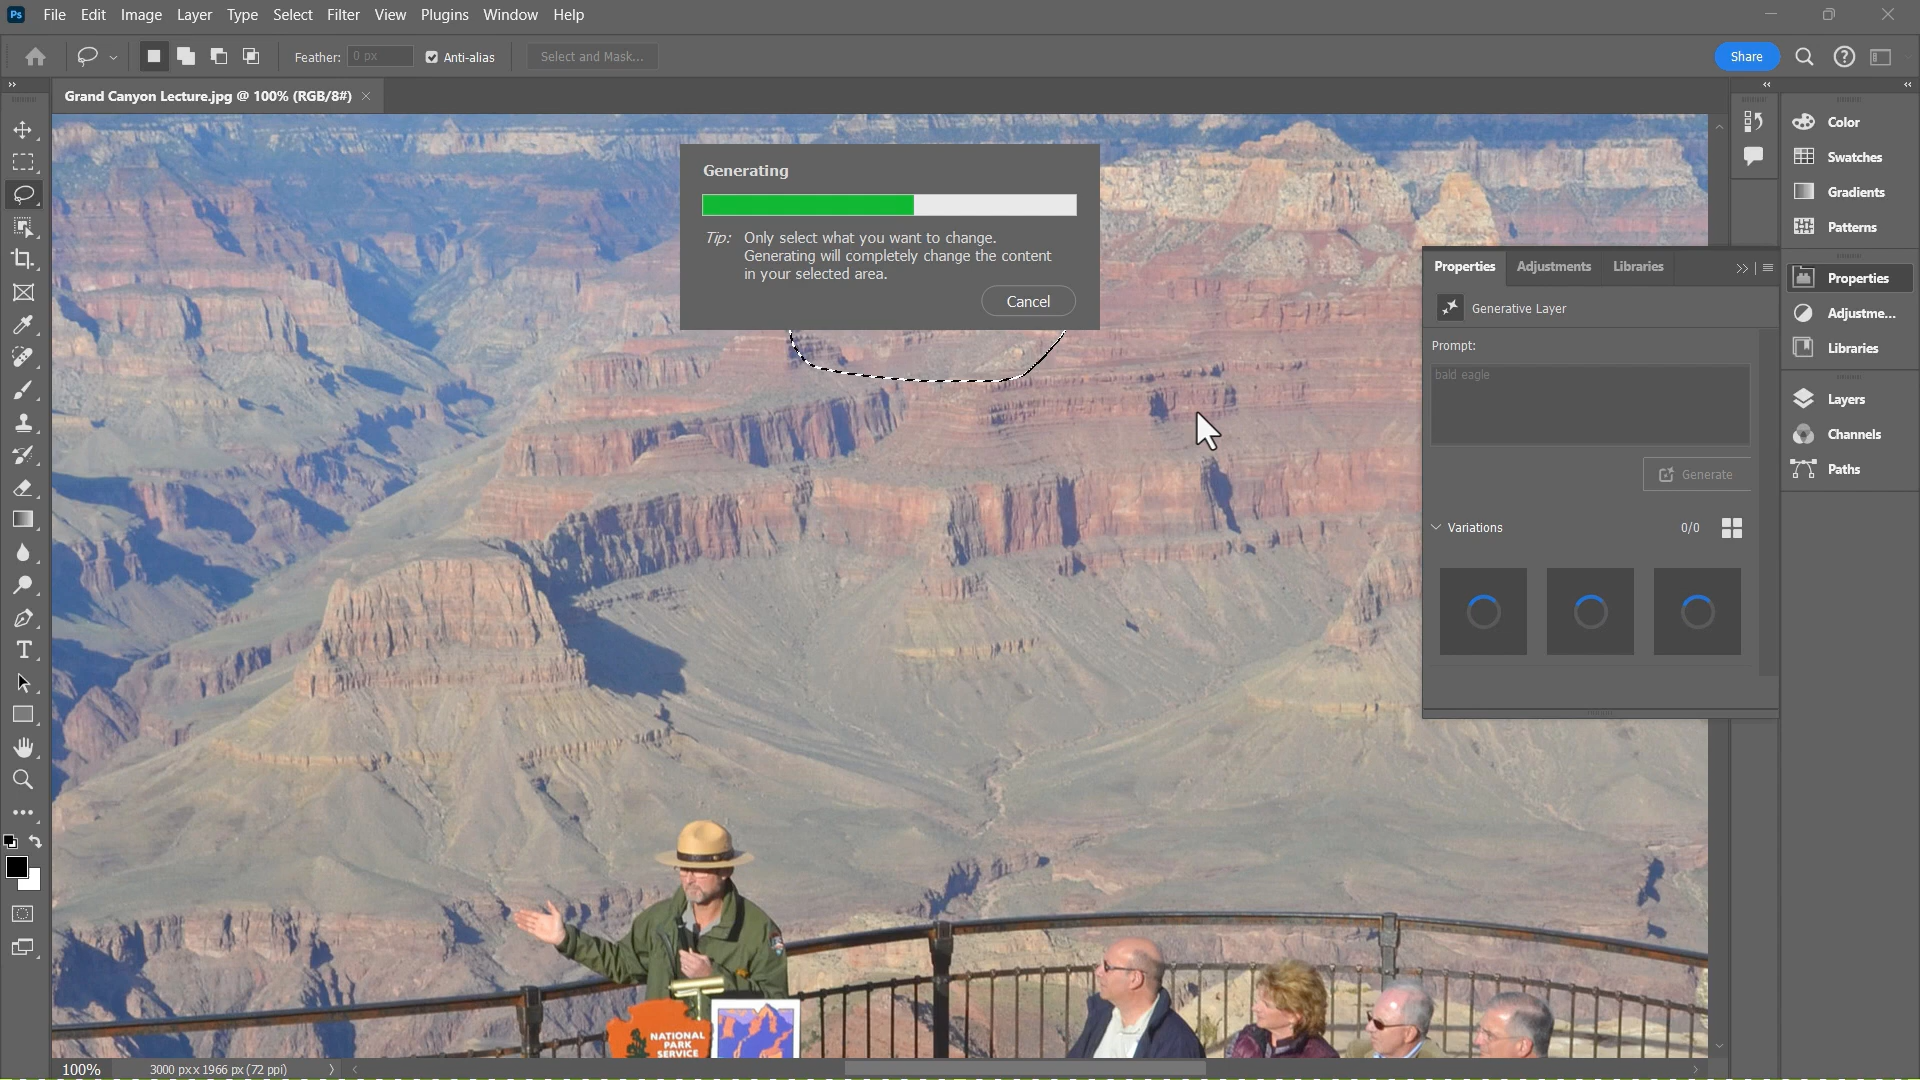 Ps File Edit Image Layer Type Select Filter View Plugins Window Help
Feather: 0 px Anti-alias Select and Mask... Share
Grand Canyon Lecture.jpg @ 100% (RGB/8#)
Generating
Tip: Only select what you want to change.
Generating will completely change the content
in your selected area.
Cancel
Properties Adjustments Libraries
Generative Layer
Prompt:
bald eagle
Generate
Variations 0/0
Color
Swatches
Gradients
Patterns
Properties
Adjustme...
Libraries
Layers
Channels
Paths
NATIONAL
PARK
SERVICE
100% 3000 px x 1966 px (72 ppi)